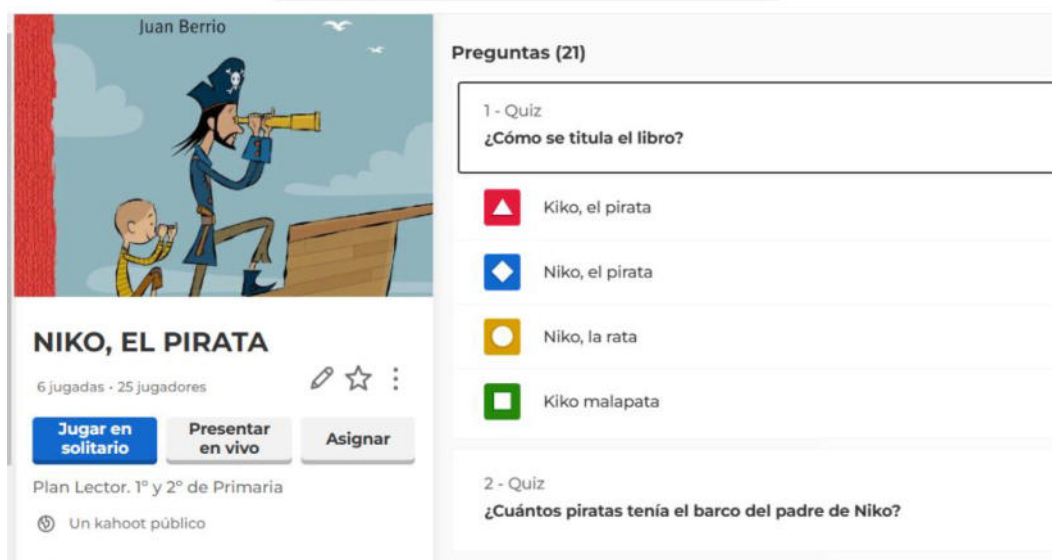 Juan Berrio
NIKO, EL PIRATA
6 jugadas · 25 jugadores
Jugar en
solitario
Presentar
en vivo
Asignar
Plan Lector. 1º y 2º de Primaria
Un kahoot público
Preguntas (21)
1 - Quiz
¿Cómo se titula el libro?
Kiko, el pirata
Niko, el pirata
Niko, la rata
Kiko malapata
2 - Quiz
¿Cuántos piratas tenía el barco del padre de Niko?